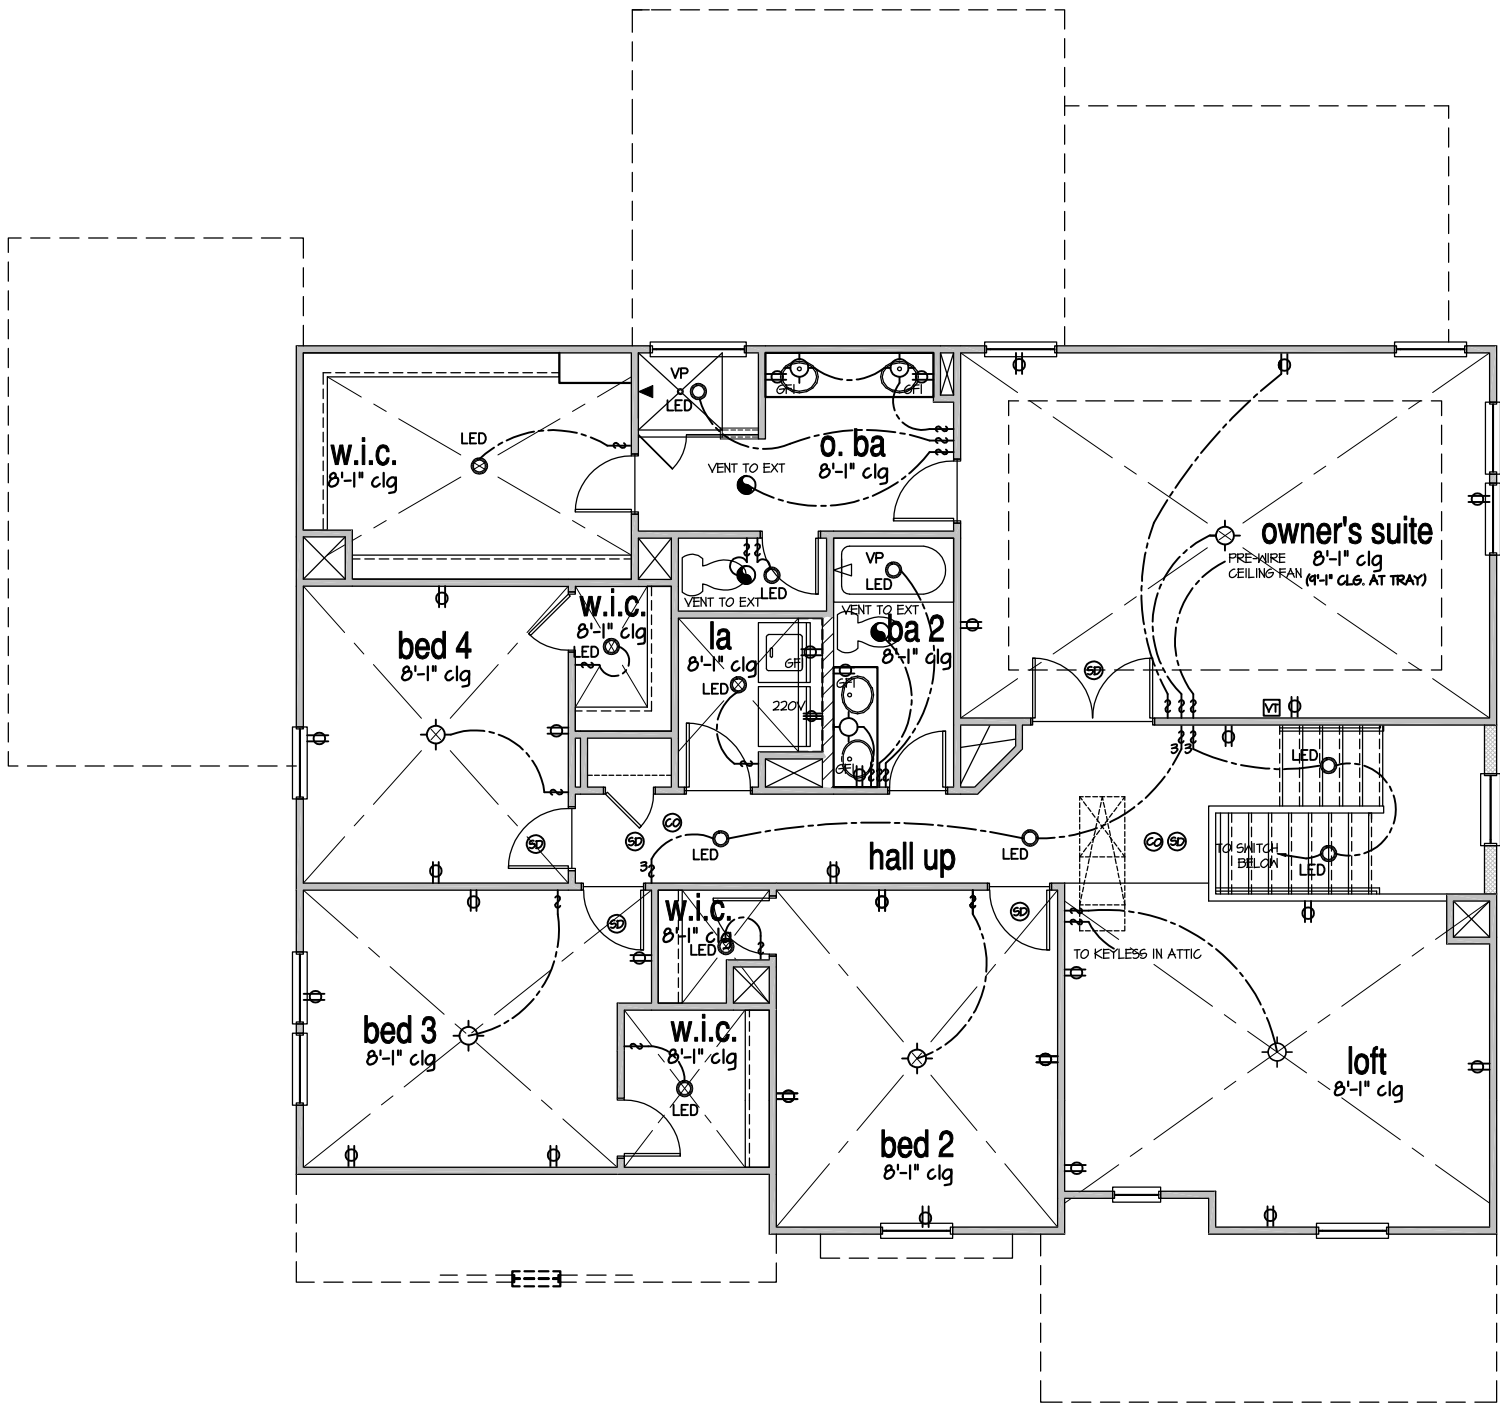 VP
LED
GFI
GFI
LED
w.i.c.
8'-1" clg
o. ba
8'-1" clg
VENT TO EXT
owner's suite
8'-1" clg
(9'-1" CLG. AT TRAY)
PRE-WIRE
CEILING FAN
VP
LED
LED
VENT TO EXT
VENT TO EXT
w.i.c.
8'-1" clg
LED
bed 4
8'-1" clg
la
8'-1" clg
GFI
LED
220V
ba 2
8'-1" clg
GFI
GFI
SD
VT
3
3
LED
SD
SD
CO
LED
3
hall up
LED
CO
SD
TO SWITCH
BELOW
LED
SD
w.i.c.
8'-1" clg
LED
SD
TO KEYLESS IN ATTIC
bed 3
8'-1" clg
w.i.c.
8'-1" clg
LED
loft
8'-1" clg
bed 2
8'-1" clg